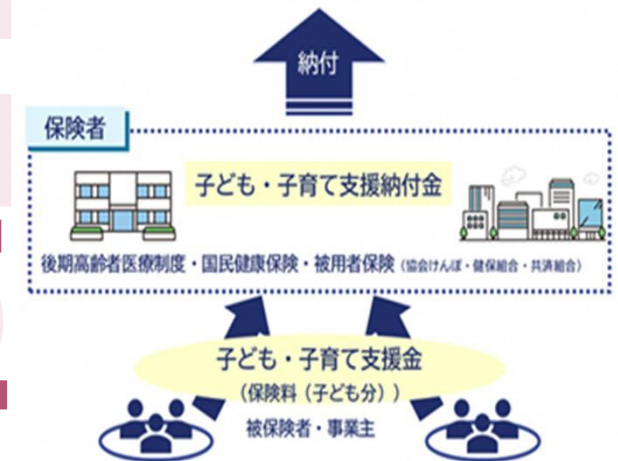 納付
保険者
子ども・子育て支援納付金
後期高齢者医療制度・国民健康保険・被用者保険（協会けんぽ・健保組合・共済組合）
子ども・子育て支援金
（保険料（子ども分））
被保険者・事業主